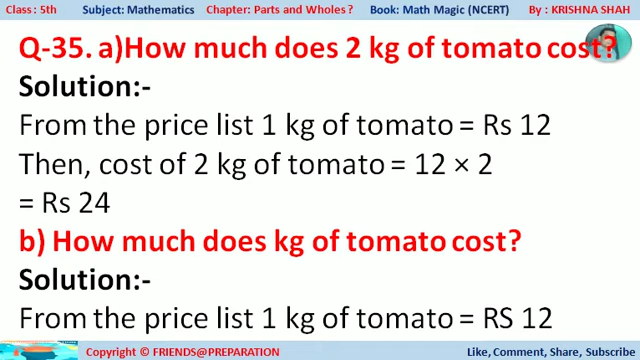 Class : 5th Subject: Mathematics Chapter: Parts and Wholes ? Book: Math Magic (NCERT) By : KRISHNA SHAH
Q-35. a)How much does 2 kg of tomato cost?
Solution:-
From the price list 1 kg of tomato = Rs 12
Then, cost of 2 kg of tomato = 12 × 2
= Rs 24
b) How much does kg of tomato cost?
Solution:-
From the price list 1 kg of tomato = RS 12
Copyright © FRIENDS@PREPARATION Like, Comment, Share, Subscribe